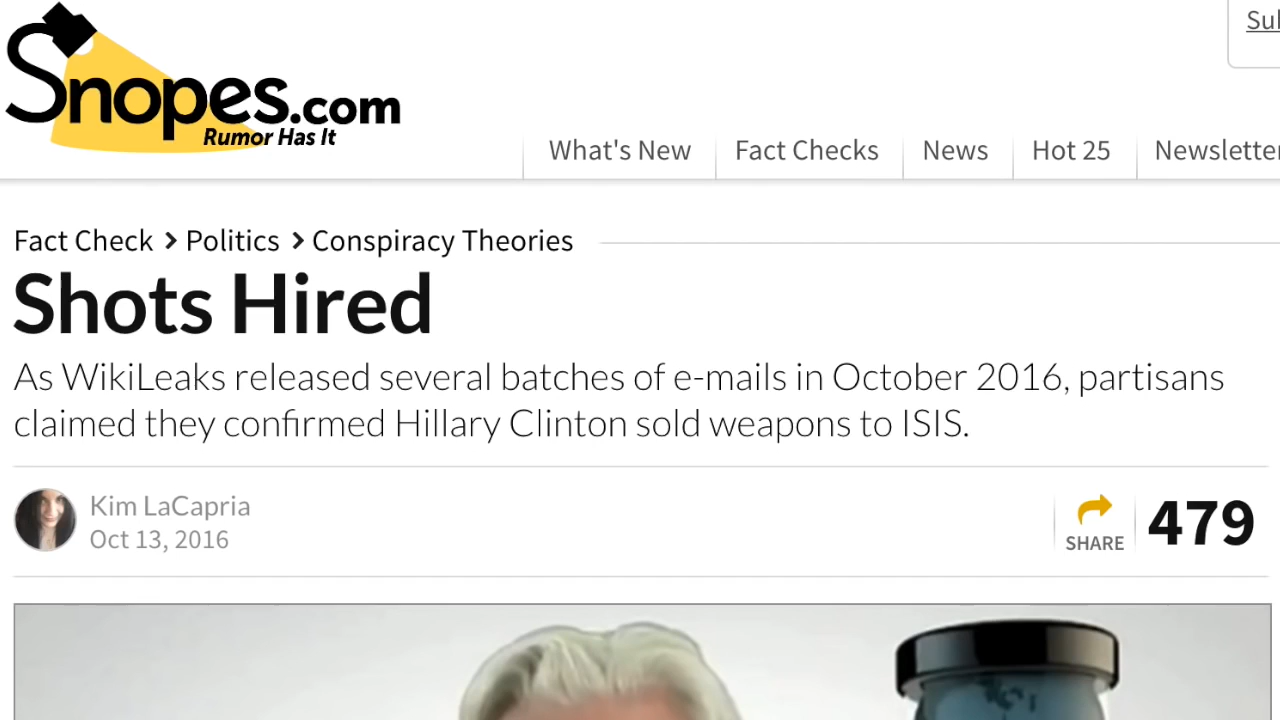 Snopes.com
Rumor Has It
What's New
Fact Checks
News
Hot 25
Fact Check > Politics > Conspiracy Theories
Shots Hired
As WikiLeaks released several batches of e-mails in October 2016, partisans
claimed they confirmed Hillary Clinton sold weapons to ISIS.
Kim LaCapria
Oct 13, 2016
SHARE
479